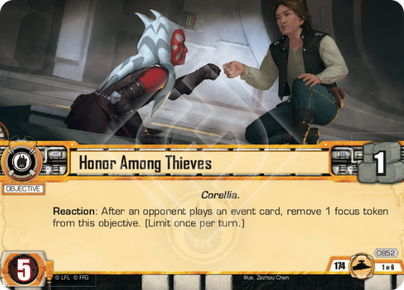 Honor Among Thieves
1
OBJECTIVE
Corellia.
Reaction: After an opponent plays an event card, remove 1 focus token
from this objective. (Limit once per turn.)
5
© LFL © FFG
Illus. Zezhou Chen
174
0852
1 of 6